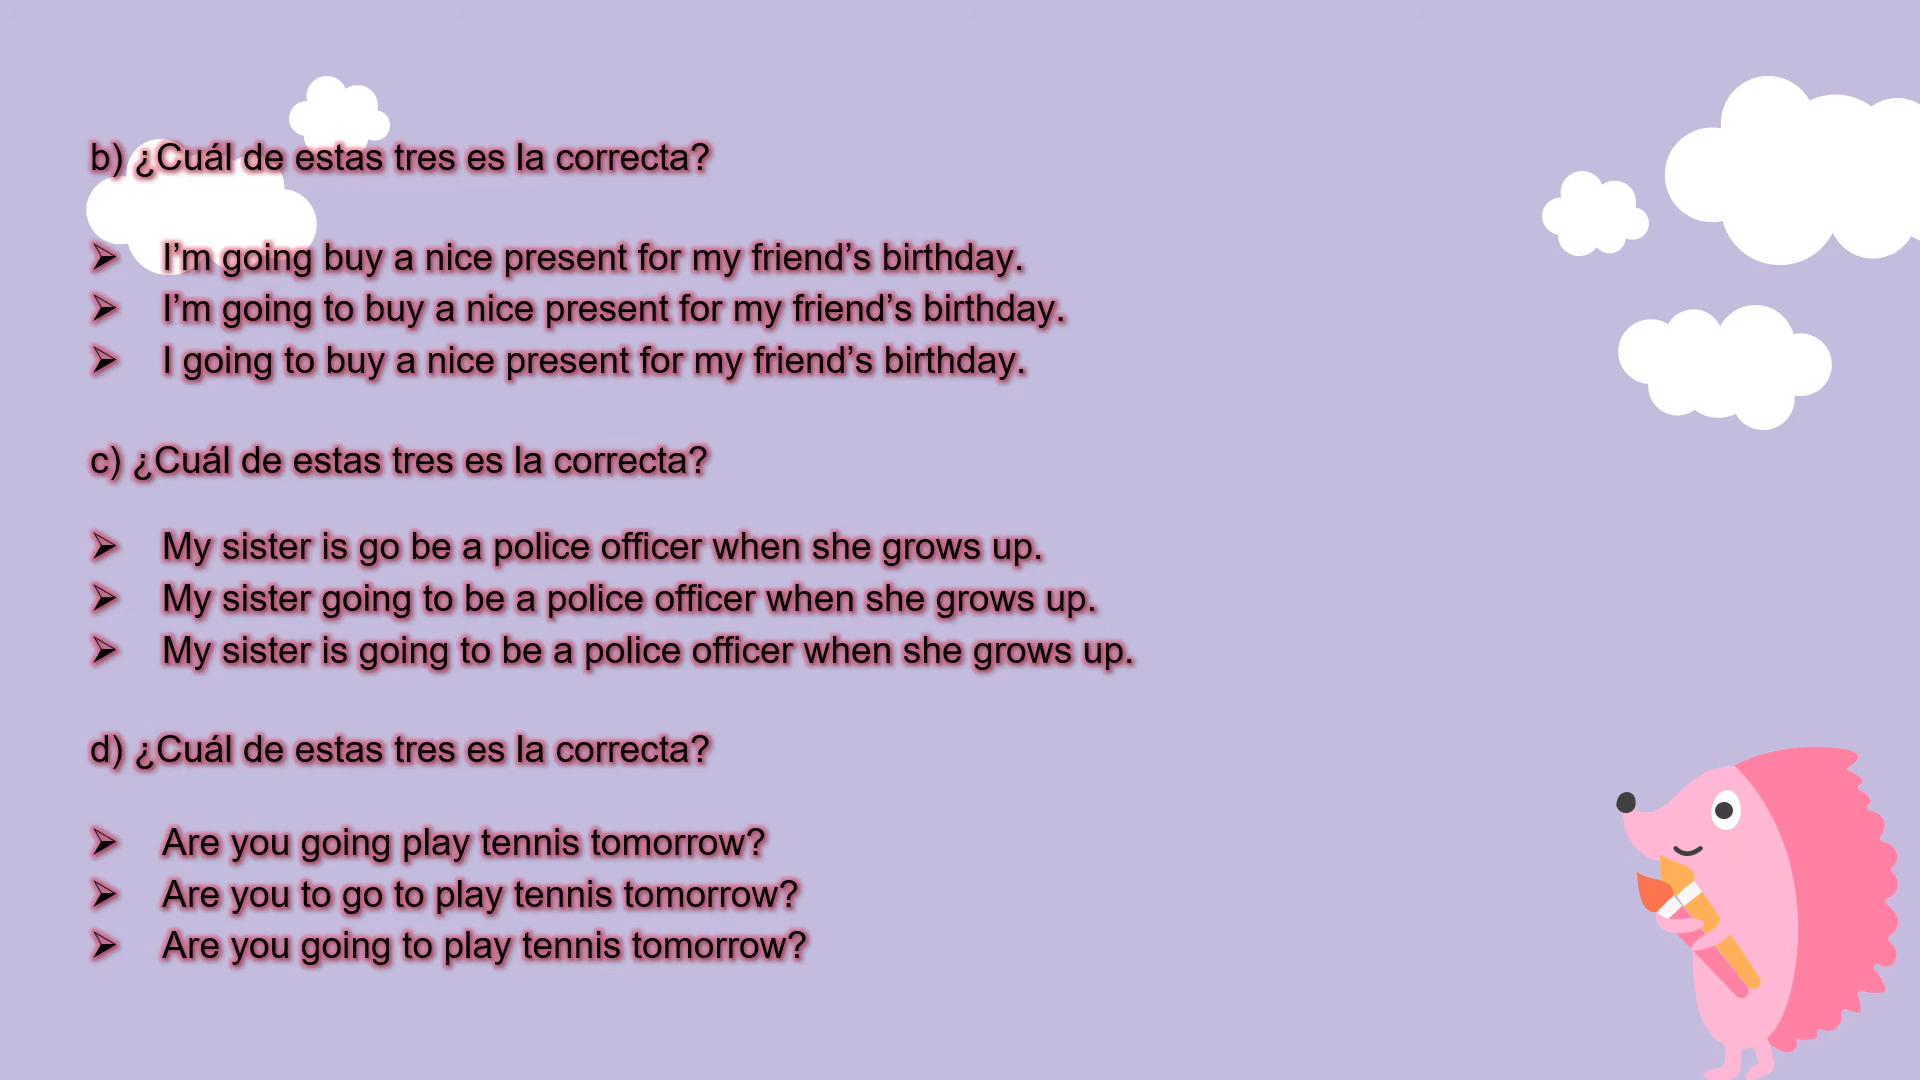 b) ¿Cuál de estas tres es la correcta?
➢ I’m going buy a nice present for my friend’s birthday.
➢ I’m going to buy a nice present for my friend’s birthday.
➢ I going to buy a nice present for my friend’s birthday.
c) ¿Cuál de estas tres es la correcta?
➢ My sister is go be a police officer when she grows up.
➢ My sister going to be a police officer when she grows up.
➢ My sister is going to be a police officer when she grows up.
d) ¿Cuál de estas tres es la correcta?
➢ Are you going play tennis tomorrow?
➢ Are you to go to play tennis tomorrow?
➢ Are you going to play tennis tomorrow?